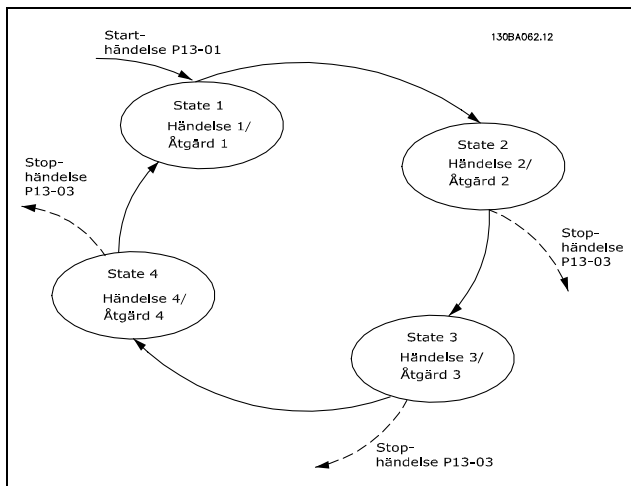 130BA062.12
Start-
händelse P13-01
State 1
Händelse 1/
Åtgärd 1
State 2
Händelse 2/
Åtgärd 2
Stop-
händelse
P13-03
Stop-
händelse
P13-03
State 4
Händelse 4/
Åtgärd 4
State 3
Händelse 3/
Åtgärd 3
Stop-
händelse P13-03